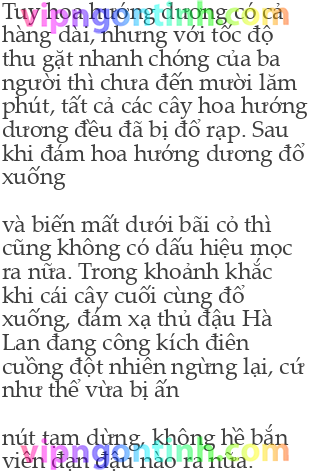 Tuy hoa hướng dương có cả
hàng dài, nhưng với tốc độ
thu gặt nhanh chóng của ba
người thì chưa đến mười lăm
phút, tất cả các cây hoa hướng
dương đều đã bị đổ rạp. Sau
khi đám hoa hướng dương đổ
xuống
và biến mất dưới bãi cỏ thì
cũng không có dấu hiệu mọc
ra nữa. Trong khoảnh khắc
khi cái cây cuối cùng đổ
xuống, đám xạ thủ đậu Hà
Lan đang công kích điên
cuồng đột nhiên ngừng lại, cứ
như thể vừa bị ấn
nút tạm dừng, không hề bắn
viên đạn đậu nào ra nữa.
vipngontinh.com
vipngontinh.com